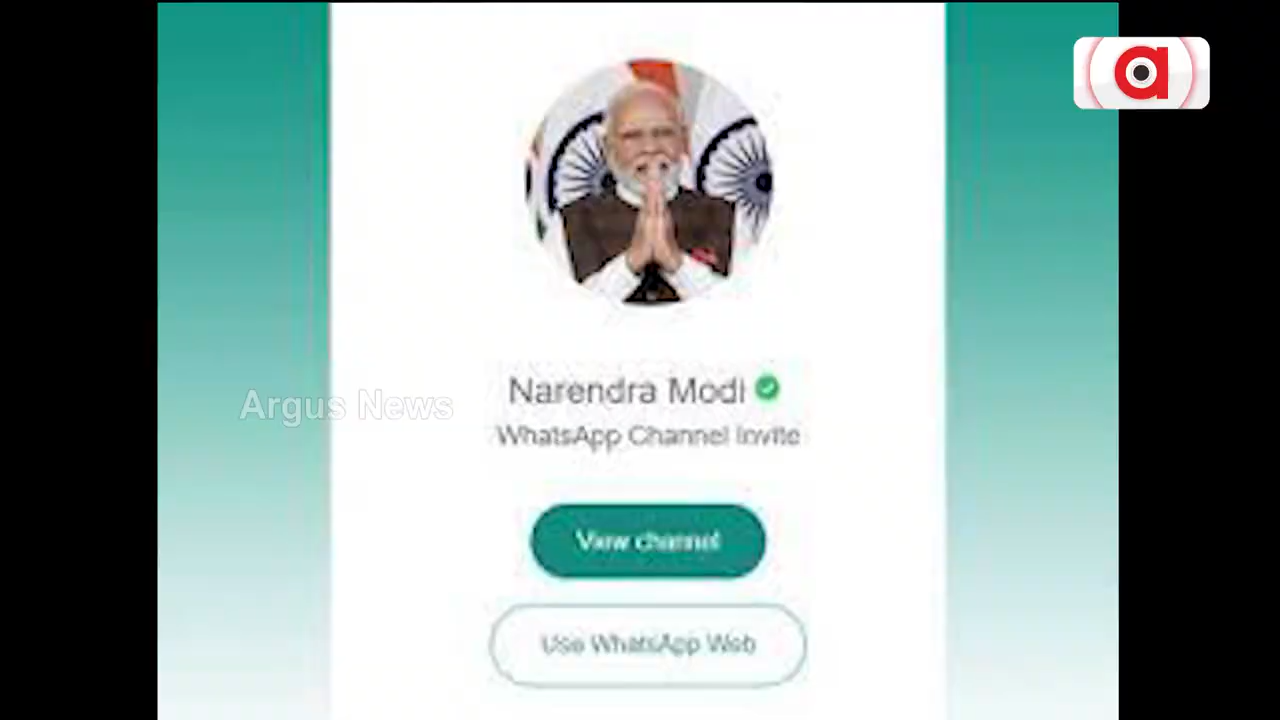 a
Narendra Modi
Argus News
WhatsApp Channel Invite
View channel
Use WhatsApp Web